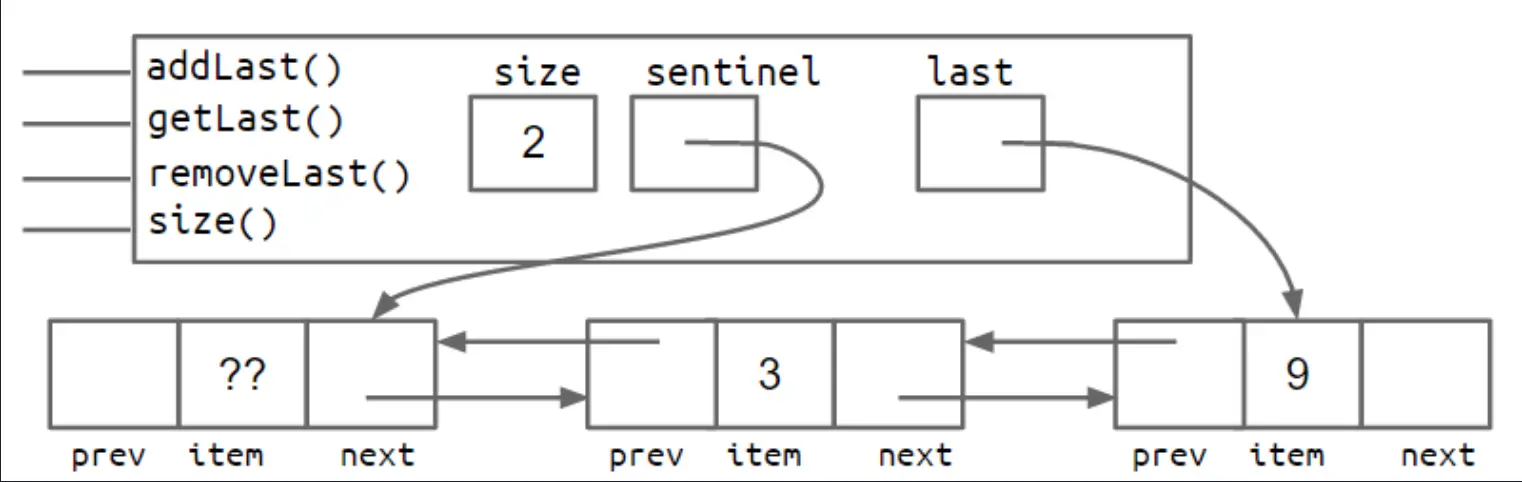 addLast()
getLast()
removeLast()
size()
size
sentinel
last
2
??
3
9
prev item next
prev item next
prev item next